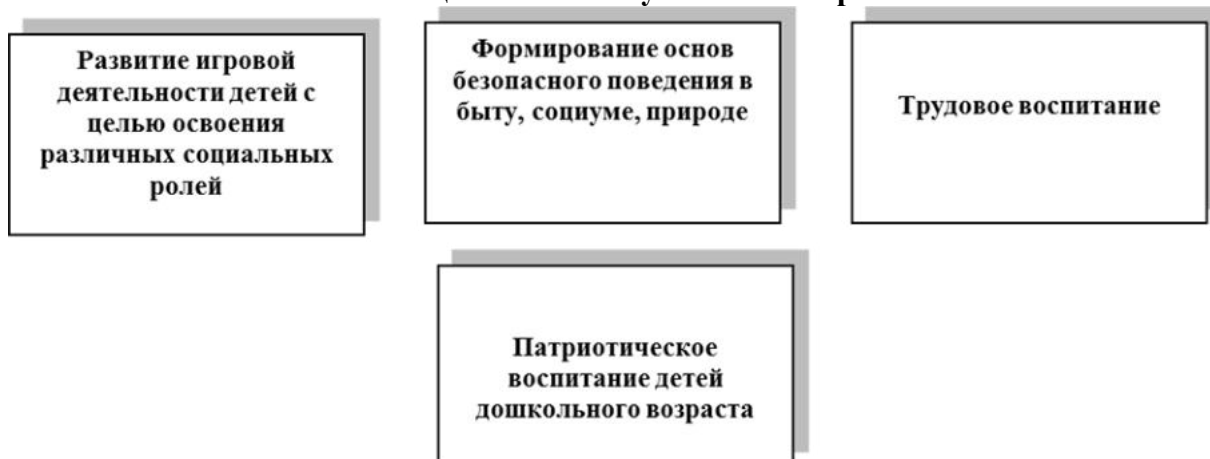 Развитие игровой
деятельности детей с
целью освоения
различных социальных
ролей
Формирование основ
безопасного поведения в
быту, социуме, природе
Трудовое воспитание
Патриотическое
воспитание детей
дошкольного возраста